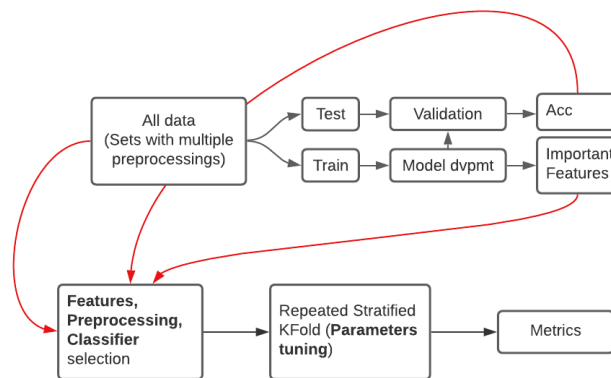 All data
(Sets with multiple
preprocessings)
Test
Validation
Acc
Train
Model dvpmt
Important
Features
Features,
Preprocessing,
Classifier
selection
Repeated Stratified
KFold (Parameters
tuning)
Metrics